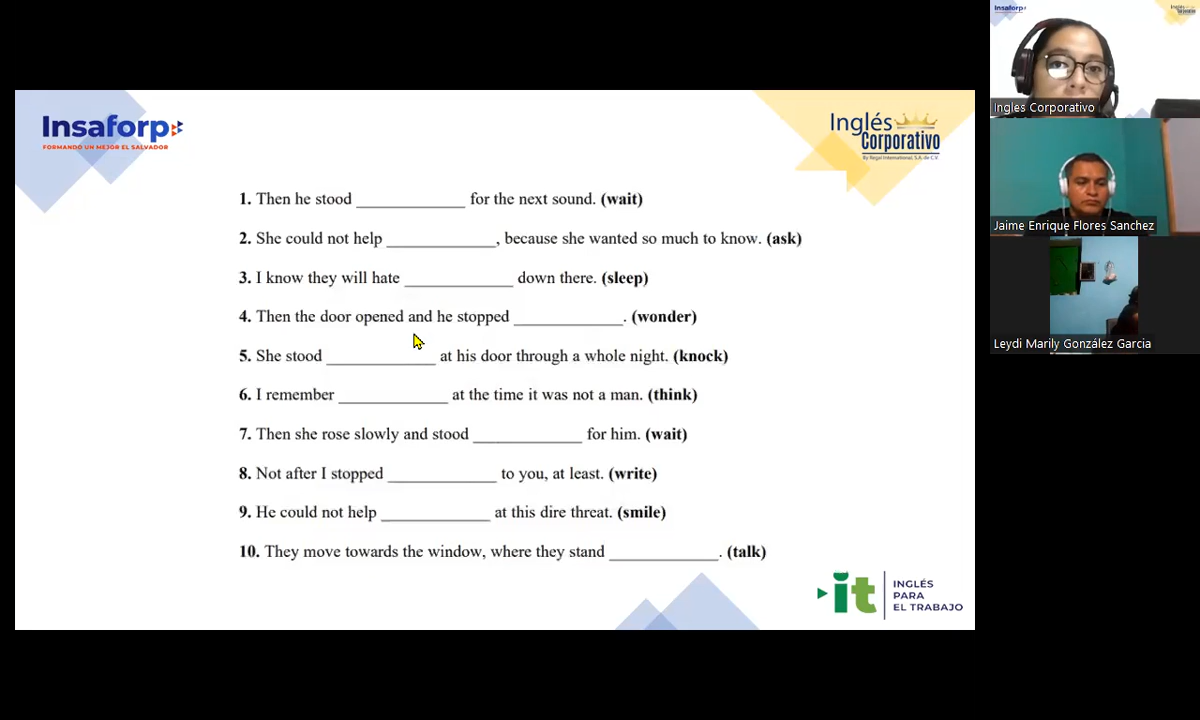 Insaforp
FORMANDO UN MEJOR EL SALVADOR
Inglés
Corporativo
By Regal International, S.A. de C.V.
1. Then he stood ____________ for the next sound. (wait)
2. She could not help ____________, because she wanted so much to know. (ask)
3. I know they will hate ____________ down there. (sleep)
4. Then the door opened and he stopped ____________. (wonder)
5. She stood ____________ at his door through a whole night. (knock)
6. I remember ____________ at the time it was not a man. (think)
7. Then she rose slowly and stood ____________ for him. (wait)
8. Not after I stopped ____________ to you, at least. (write)
9. He could not help ____________ at this dire threat. (smile)
10. They move towards the window, where they stand ____________. (talk)
it
INGLÉS
PARA
EL TRABAJO
Insaforp
Ingles Corporativo
Jaime Enrique Flores Sanchez
Leydi Marily González Garcia